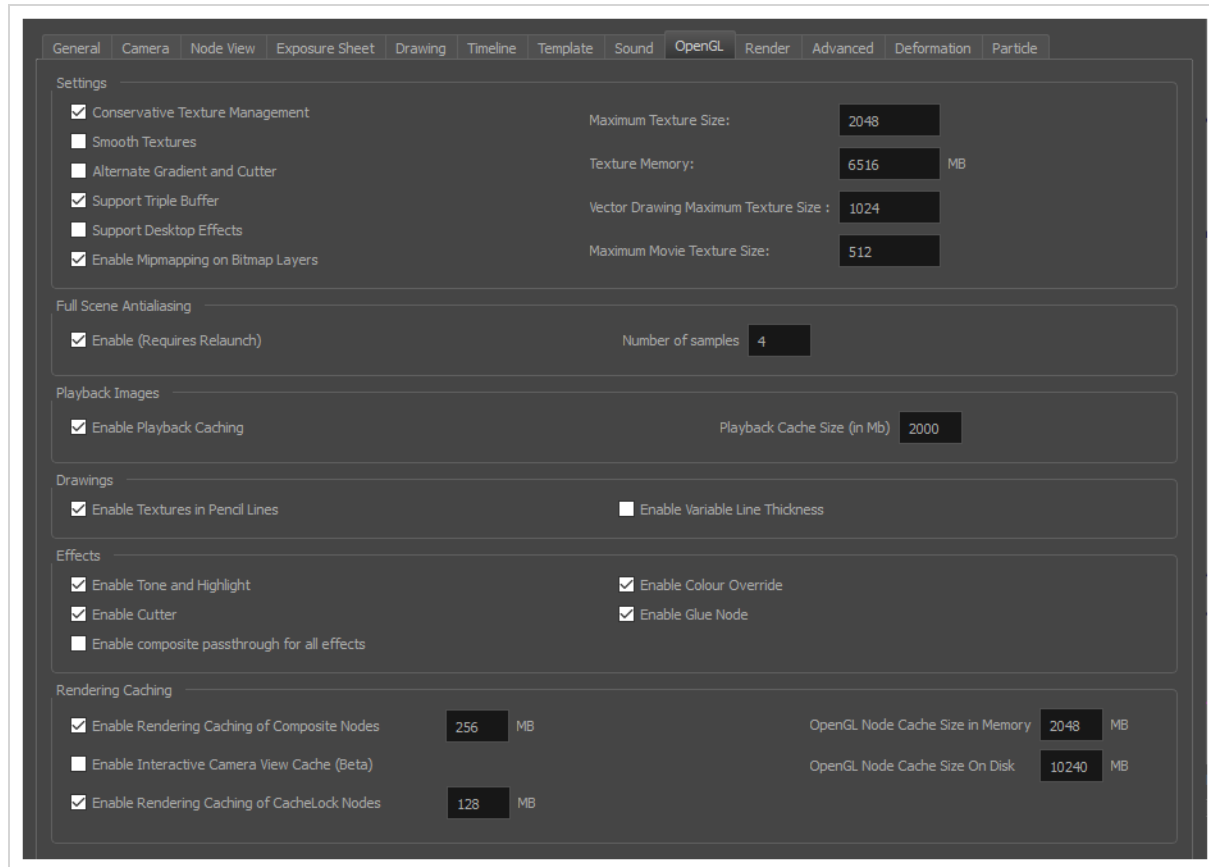 General Camera Node View Exposure Sheet Drawing Timeline Template Sound OpenGL Render Advanced Deformation Particle
Settings
Conservative Texture Management
Smooth Textures
Alternate Gradient and Cutter
Support Triple Buffer
Support Desktop Effects
Enable Mipmapping on Bitmap Layers
Maximum Texture Size: 2048
Texture Memory: 6516 MB
Vector Drawing Maximum Texture Size : 1024
Maximum Movie Texture Size: 512
Full Scene Antialiasing
Enable (Requires Relaunch) Number of samples 4
Playback Images
Enable Playback Caching Playback Cache Size (in Mb) 2000
Drawings
Enable Textures in Pencil Lines Enable Variable Line Thickness
Effects
Enable Tone and Highlight Enable Colour Override
Enable Cutter Enable Glue Node
Enable composite passthrough for all effects
Rendering Caching
Enable Rendering Caching of Composite Nodes 256 MB
Enable Interactive Camera View Cache (Beta)
Enable Rendering Caching of CacheLock Nodes 128 MB
OpenGL Node Cache Size in Memory 2048 MB
OpenGL Node Cache Size On Disk 10240 MB